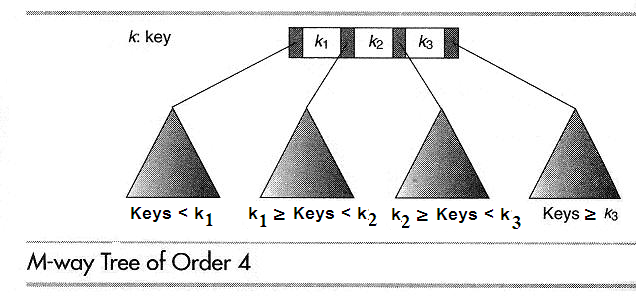 k: key
k₁ k₂ k₃
Keys < k₁ k₁ ≥ Keys < k₂ k₂ ≥ Keys < k₃ Keys ≥ k₃
M-way Tree of Order 4